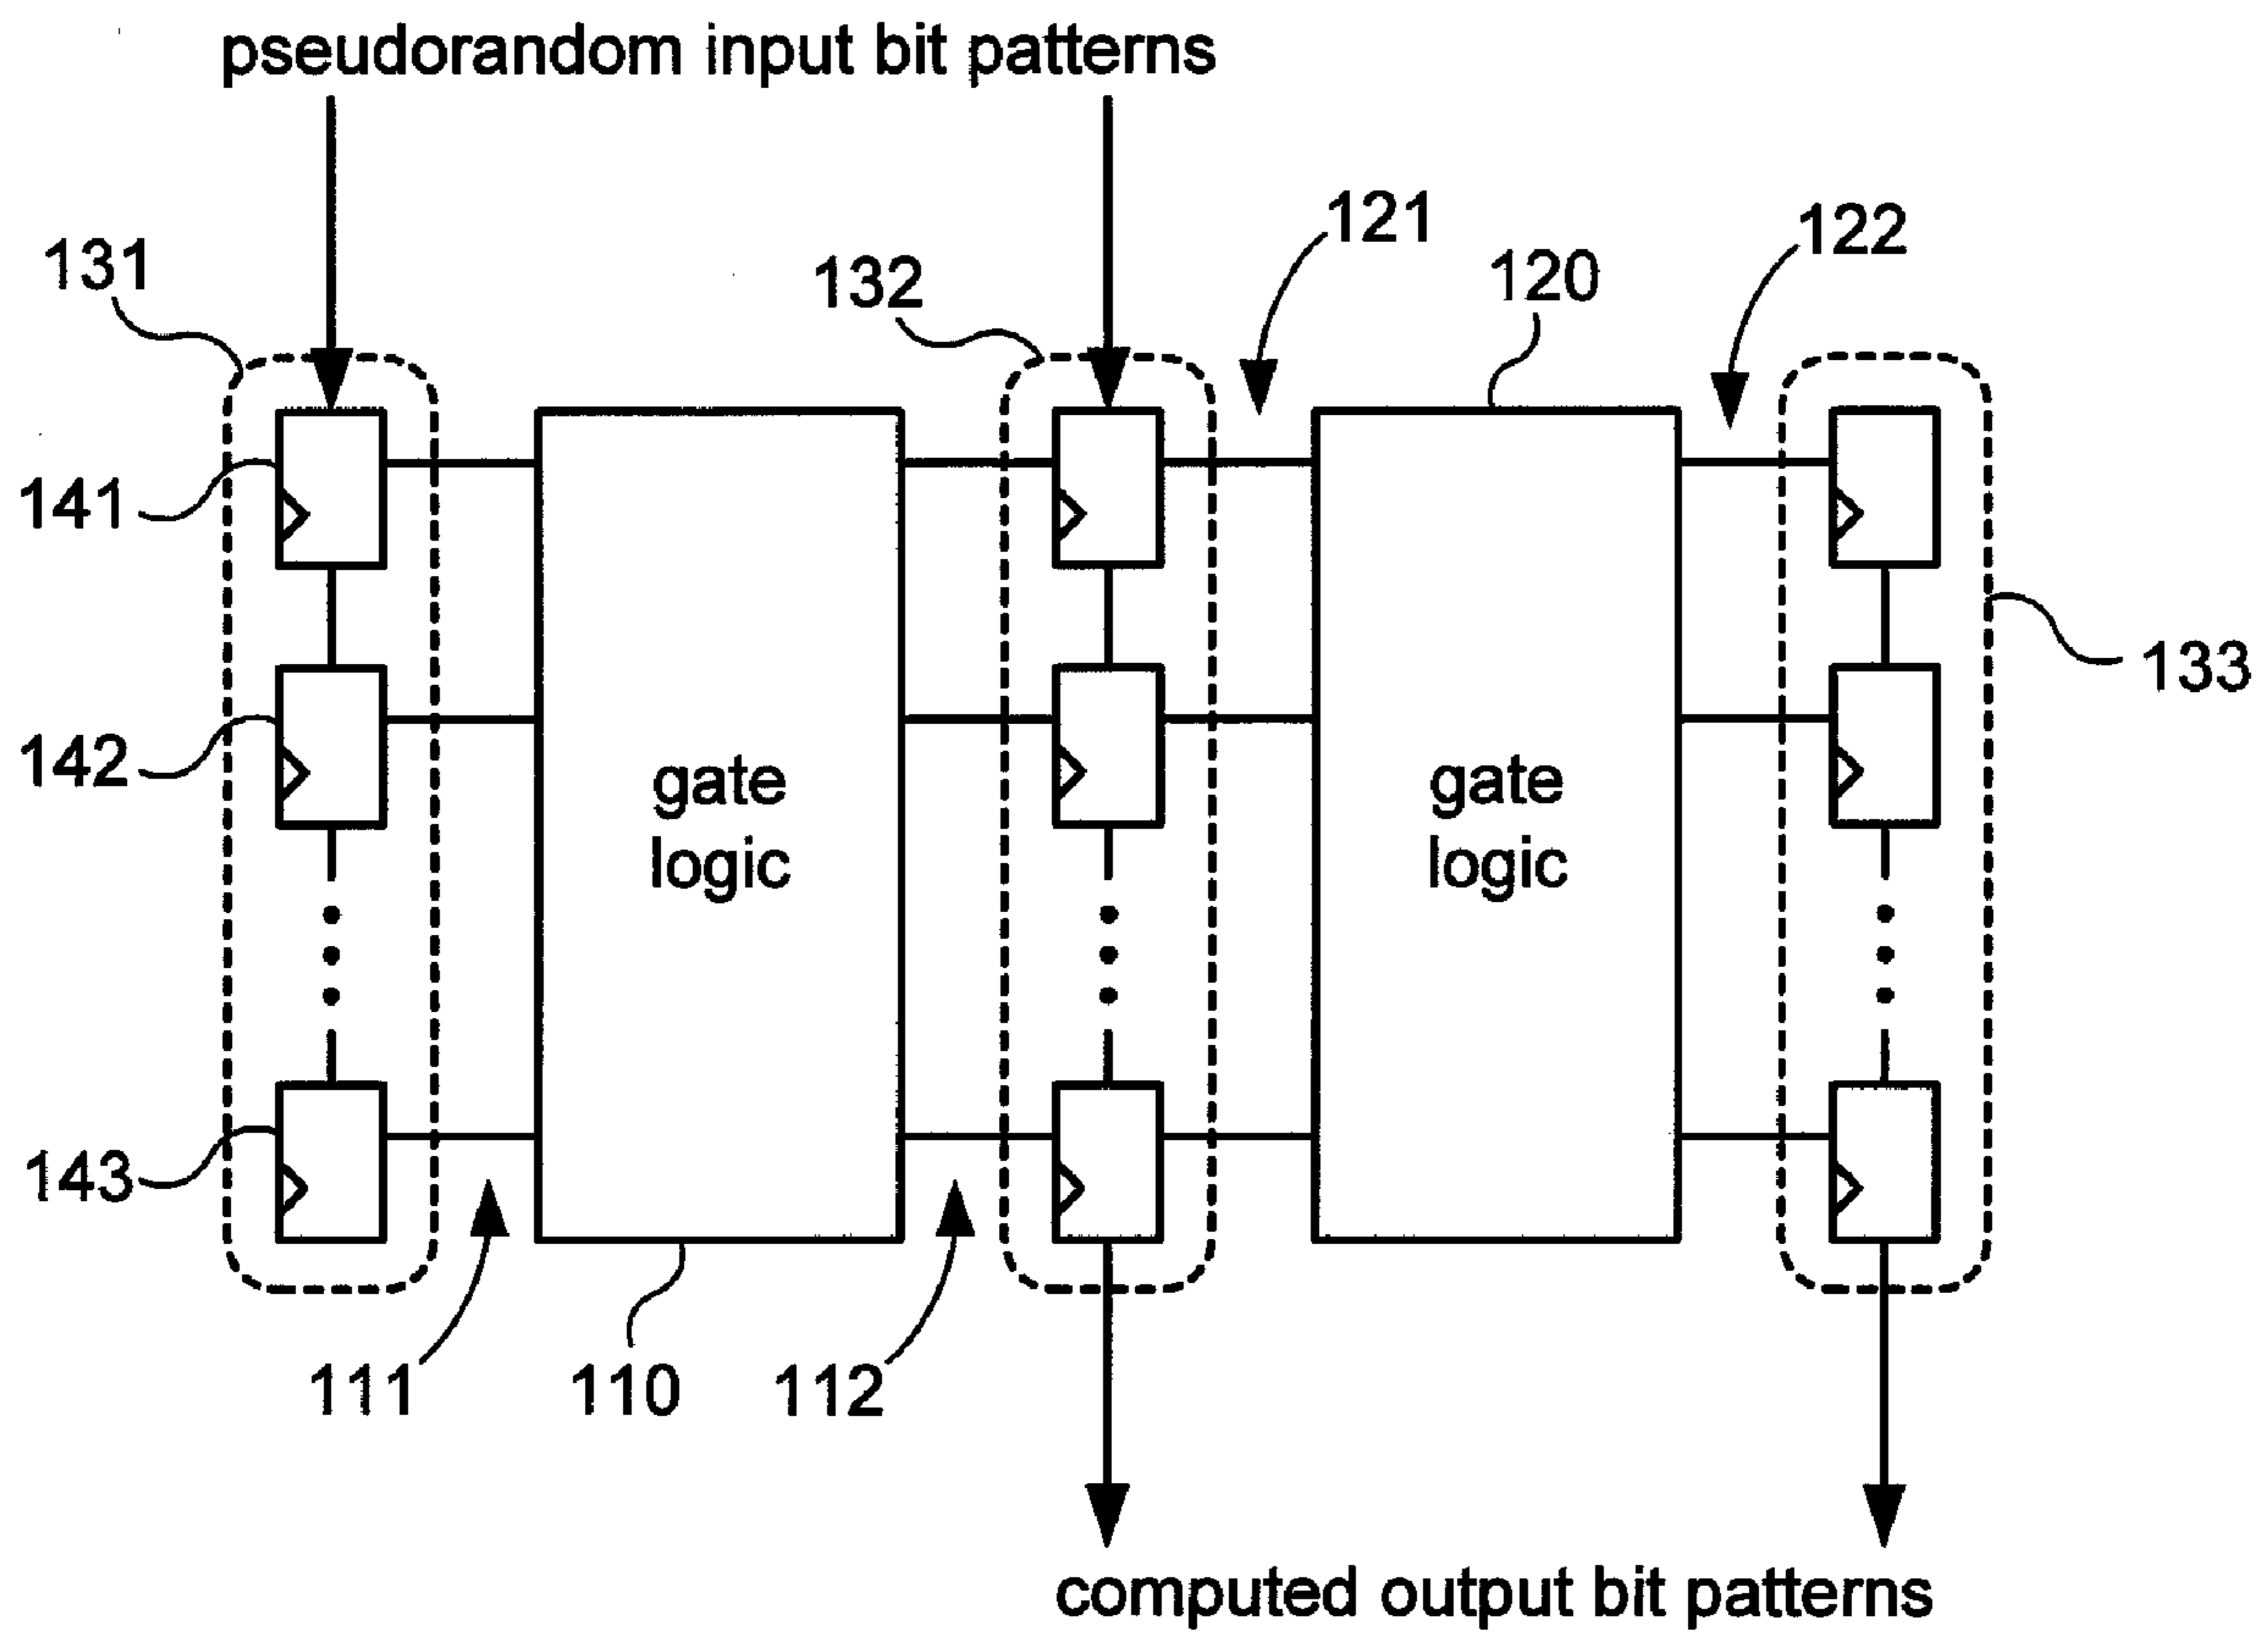 pseudorandom input bit patterns
121
122
131
132
120
141
133
142
gate
logic
gate
logic
143
111
110
112
computed output bit patterns